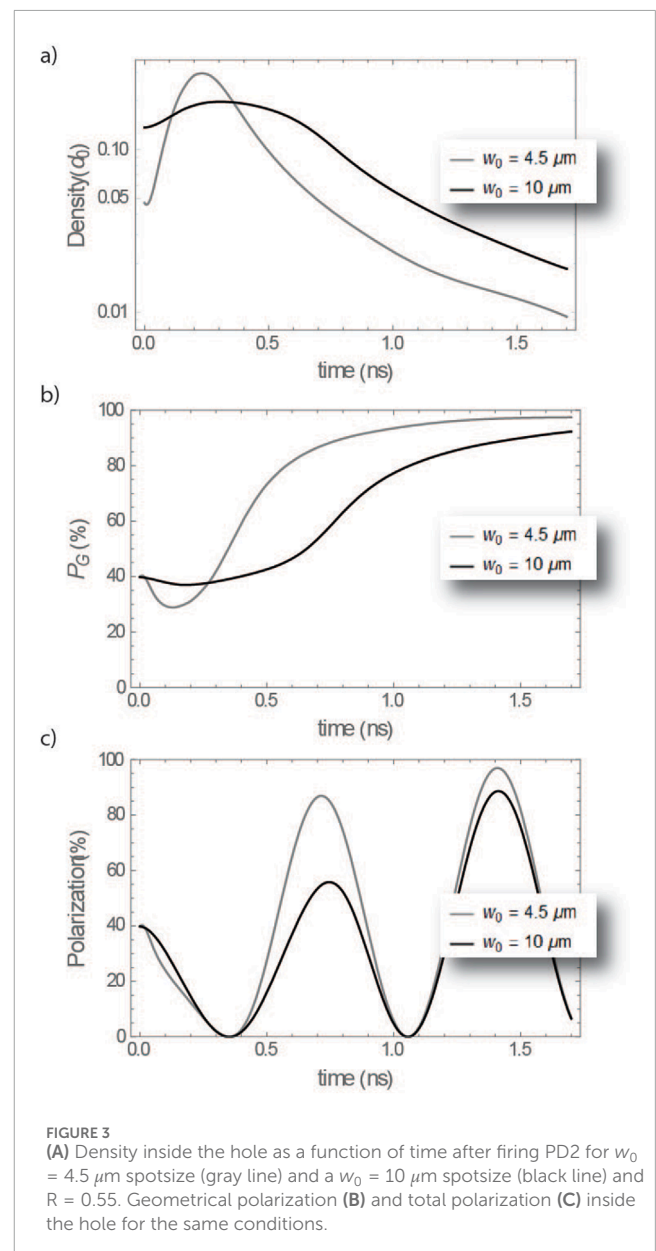 a)
Density(d₀)
0.10
0.05
0.01
w₀ = 4.5 μm
w₀ = 10 μm
0.0 0.5 1.0 1.5
time (ns)
b)
P_G (%)
100
80
60
40
20
0
w₀ = 4.5 μm
w₀ = 10 μm
0.0 0.5 1.0 1.5
time (ns)
c)
Polarization(%)
100
80
60
40
20
0
w₀ = 4.5 μm
w₀ = 10 μm
0.0 0.5 1.0 1.5
time (ns)
FIGURE 3
(A) Density inside the hole as a function of time after firing PD2 for w₀
= 4.5 μm spotsize (gray line) and a w₀ = 10 μm spotsize (black line) and
R = 0.55. Geometrical polarization (B) and total polarization (C) inside
the hole for the same conditions.